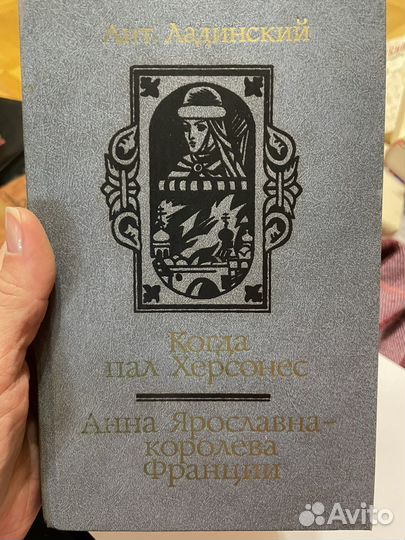 Ант. Ладинский
Когда
пал Херсонес
Анна Ярославна–
королева
Франции
Avito